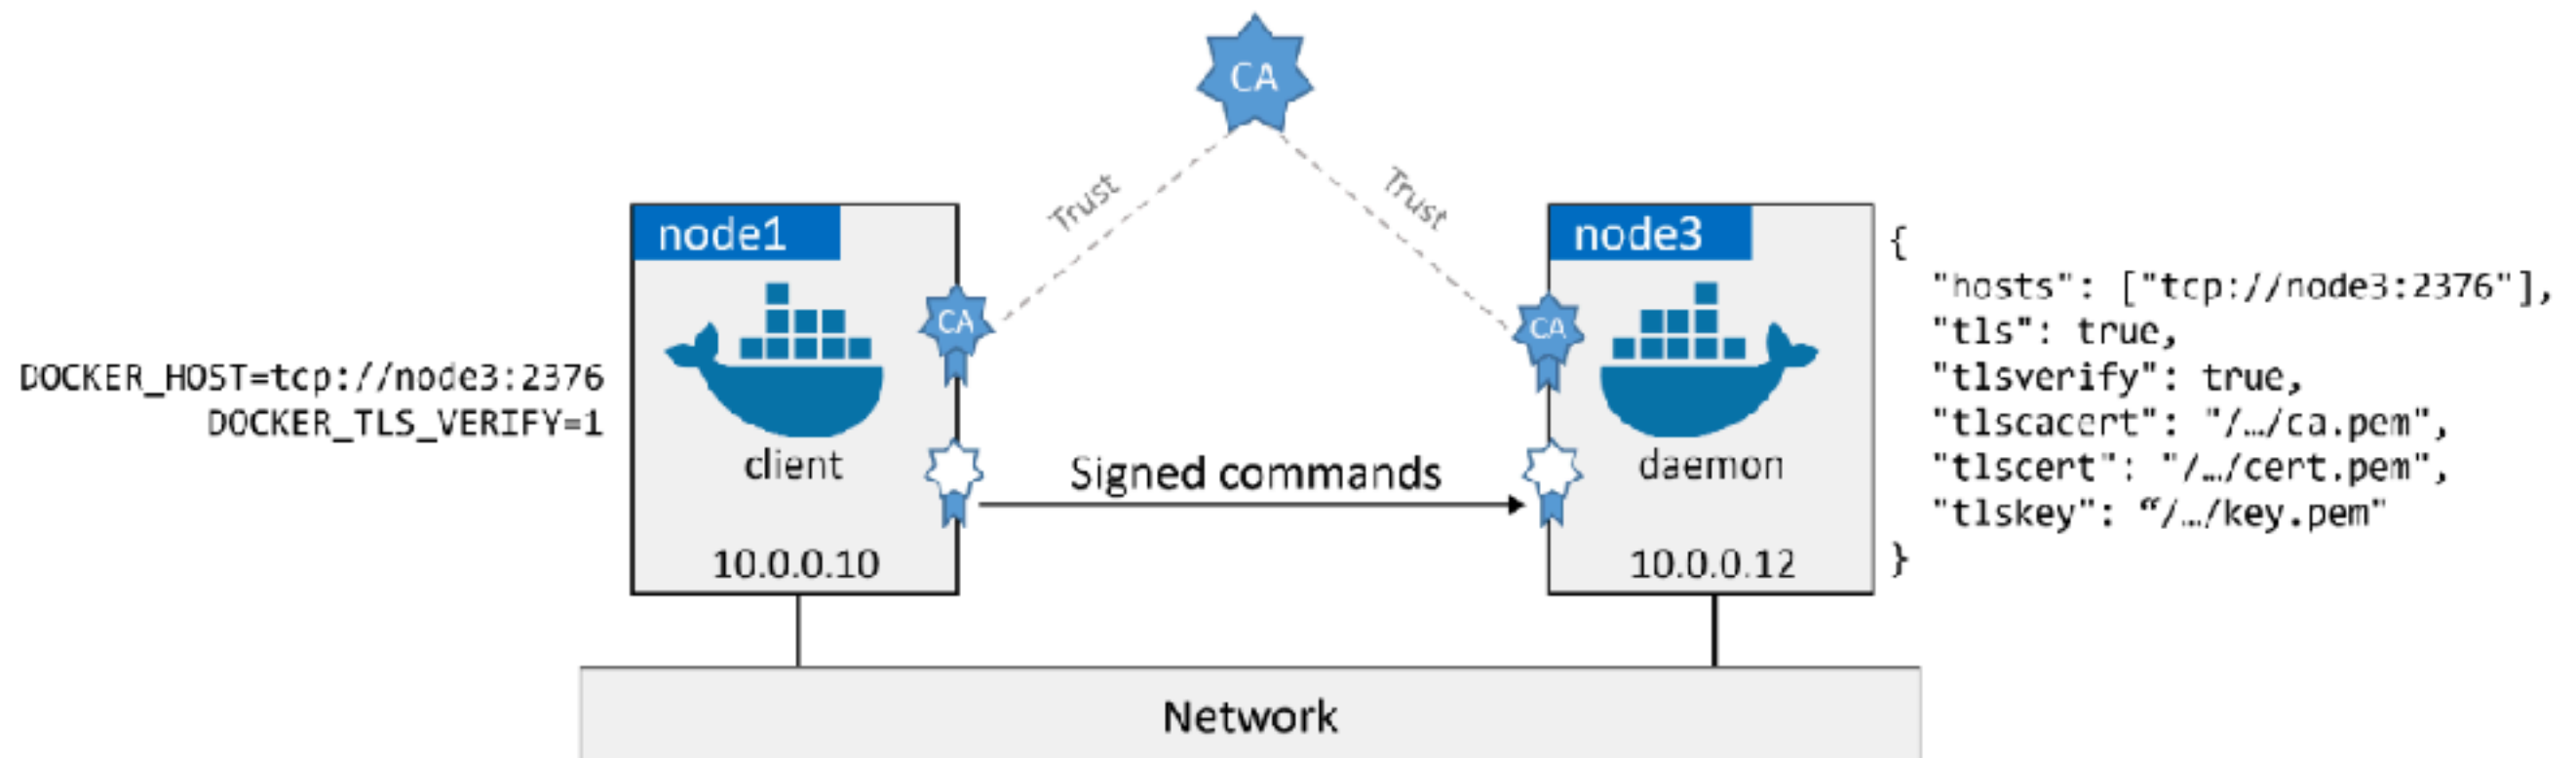 CA
Trust
Trust
node1
CA
client
10.0.0.10
DOCKER_HOST=tcp://node3:2376
DOCKER_TLS_VERIFY=1
Signed commands
node3
CA
daemon
10.0.0.12
{
"hosts": ["tcp://node3:2376"],
"tls": true,
"tlsverify": true,
"tlscacert": "/…/ca.pem",
"tlscert": "/…/cert.pem",
"tlskey": “/…/key.pem"
}
Network